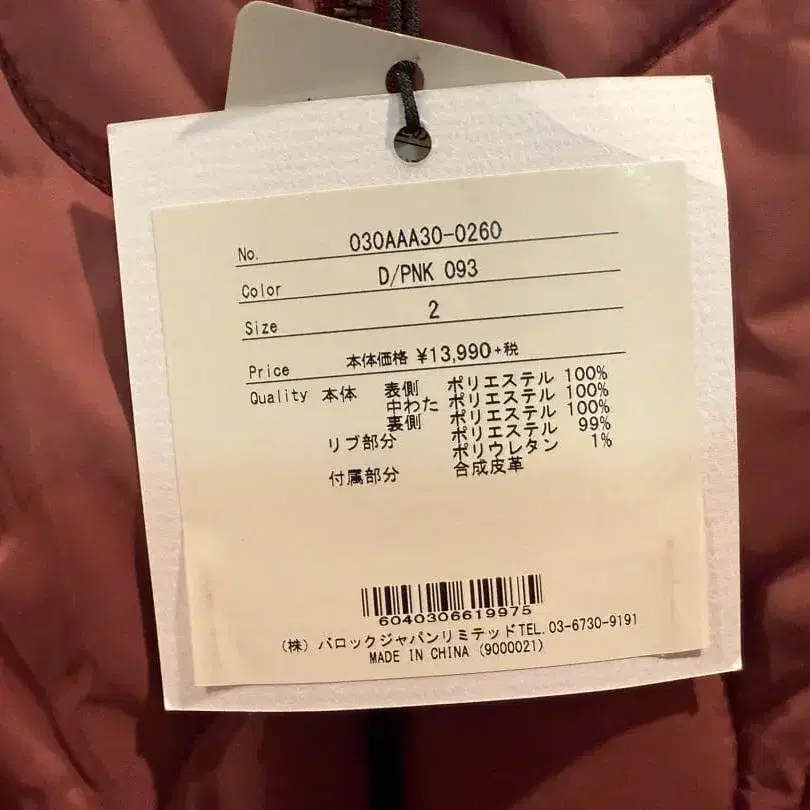 No. 030AAA30-0260
Color D/PNK 093
Size 2
Price 本体価格 ¥13,990+税
Quality 本体 表側 ポリエステル 100%
中わた ポリエステル 100%
裏側 ポリエステル 100%
リブ部分 ポリエステル 99%
ポリウレタン 1%
付属部分 合成皮革
6040306619975
(株) バロックジャパンリミテッドTEL.03-6730-9191
MADE IN CHINA (9000021)